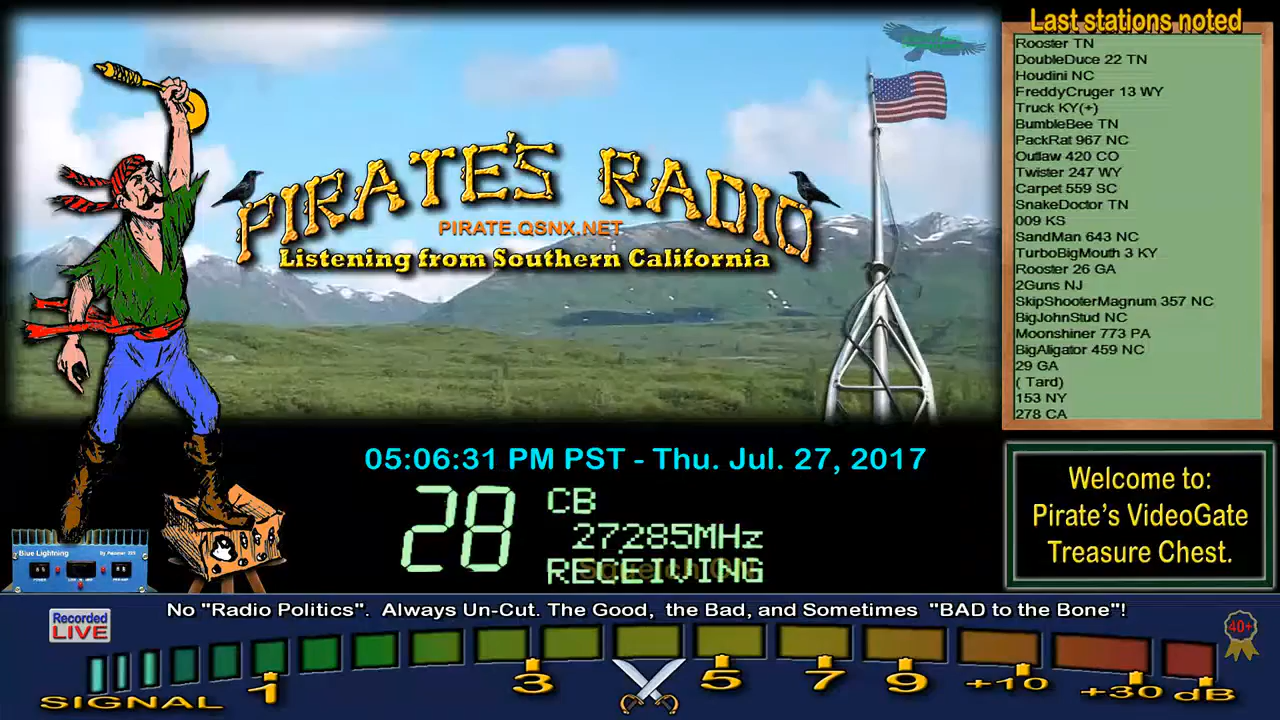 PIRATE'S RADIO
PIRATE.QSNX.NET
Listening from Southern California
Last stations noted
Rooster TN
DoubleDuce 22 TN
Houdini NC
FreddyCruger 13 WY
Truck KY(+)
BumbleBee TN
PackRat 967 NC
Outlaw 420 CO
Twister 247 WY
Carpet 559 SC
SnakeDoctor TN
009 KS
SandMan 643 NC
TurboBigMouth 3 KY
Rooster 26 GA
2Guns NJ
SkipShooterMagnum 357 NC
BigJohnStud NC
Moonshiner 773 PA
BigAligator 459 NC
29 GA
( Tard)
153 NY
278 CA
05:06:31 PM PST - Thu. Jul. 27, 2017
28
CB
27.285MHz
RECEIVING
Welcome to:
Pirate's VideoGate
Treasure Chest.
Blue Lightning
No "Radio Politics". Always Un-Cut. The Good, the Bad, and Sometimes "BAD to the Bone"!
Recorded
LIVE
40+
SIGNAL 1 3 5 7 9 +10 +30 dB